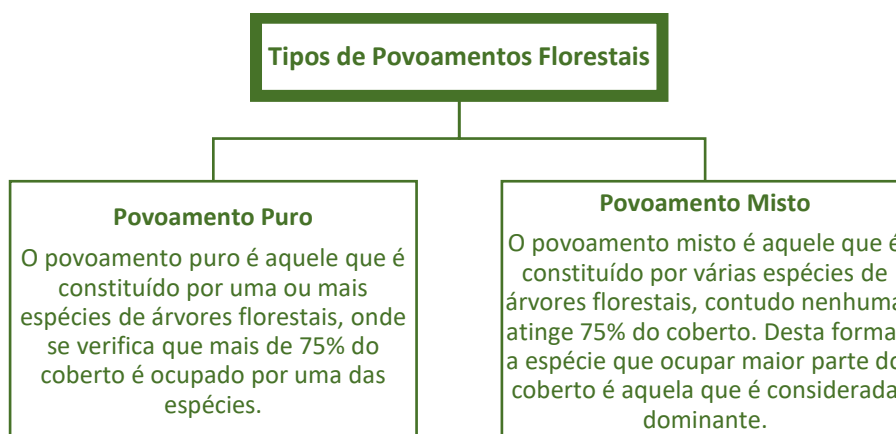 Tipos de Povoamentos Florestais
Povoamento Puro
O povoamento puro é aquele que é
constituído por uma ou mais
espécies de árvores florestais, onde
se verifica que mais de 75% do
coberto é ocupado por uma das
espécies.
Povoamento Misto
O povoamento misto é aquele que é
constituído por várias espécies de
árvores florestais, contudo nenhuma
atinge 75% do coberto. Desta forma
a espécie que ocupar maior parte do
coberto é aquela que é considerada
dominante.